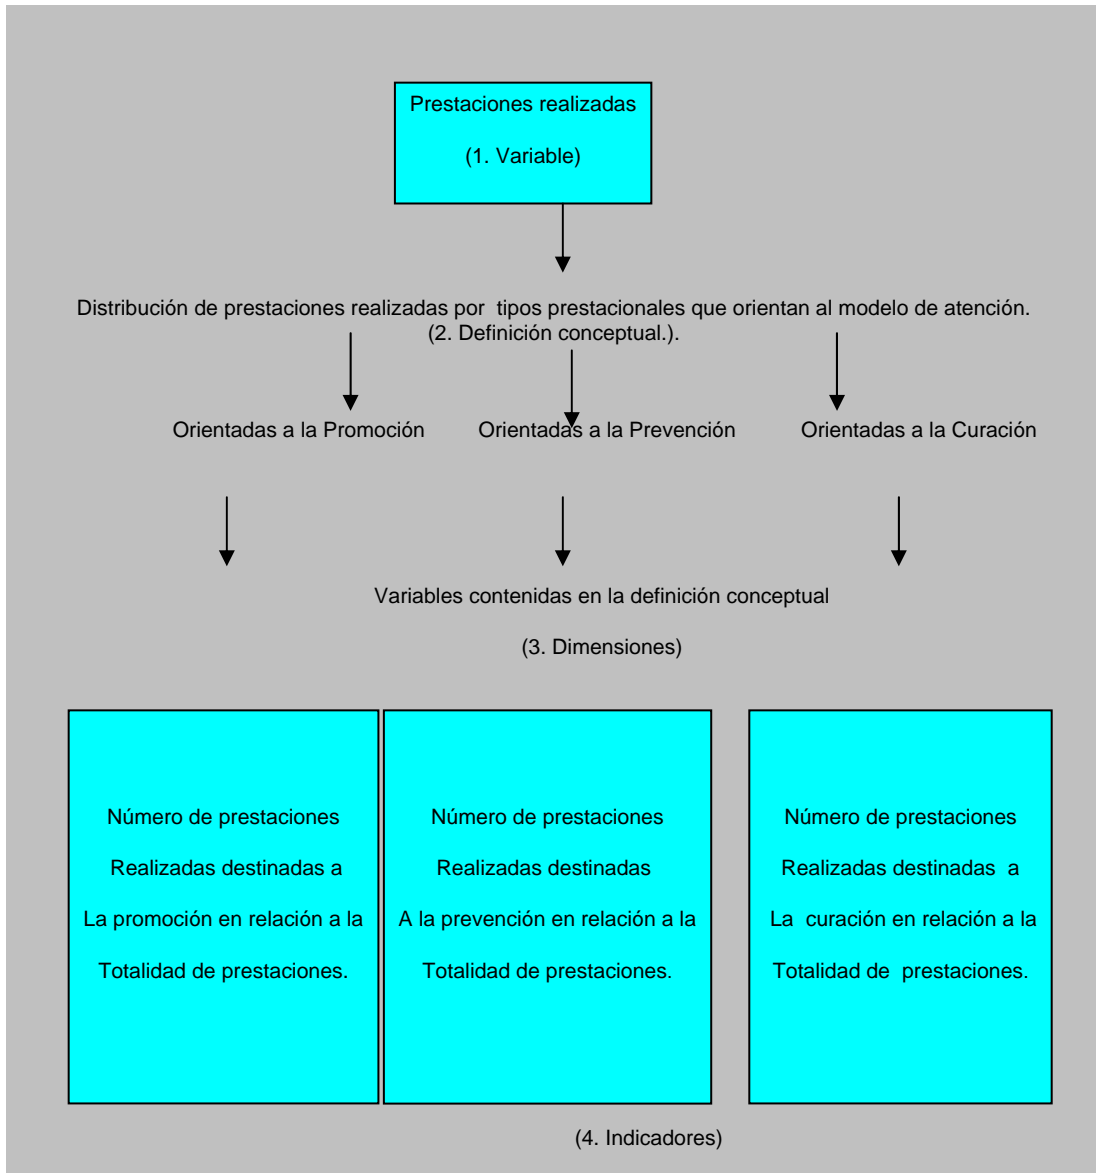 Prestaciones realizadas
(1. Variable)
Distribución de prestaciones realizadas por tipos prestacionales que orientan al modelo de atención.
(2. Definición conceptual.).
Orientadas a la Promoción
Orientadas a la Prevención
Orientadas a la Curación
Variables contenidas en la definición conceptual
(3. Dimensiones)
Número de prestaciones
Realizadas destinadas a
La promoción en relación a la
Totalidad de prestaciones.
Número de prestaciones
Realizadas destinadas
A la prevención en relación a la
Totalidad de prestaciones.
Número de prestaciones
Realizadas destinadas a
La curación en relación a la
Totalidad de prestaciones.
(4. Indicadores)